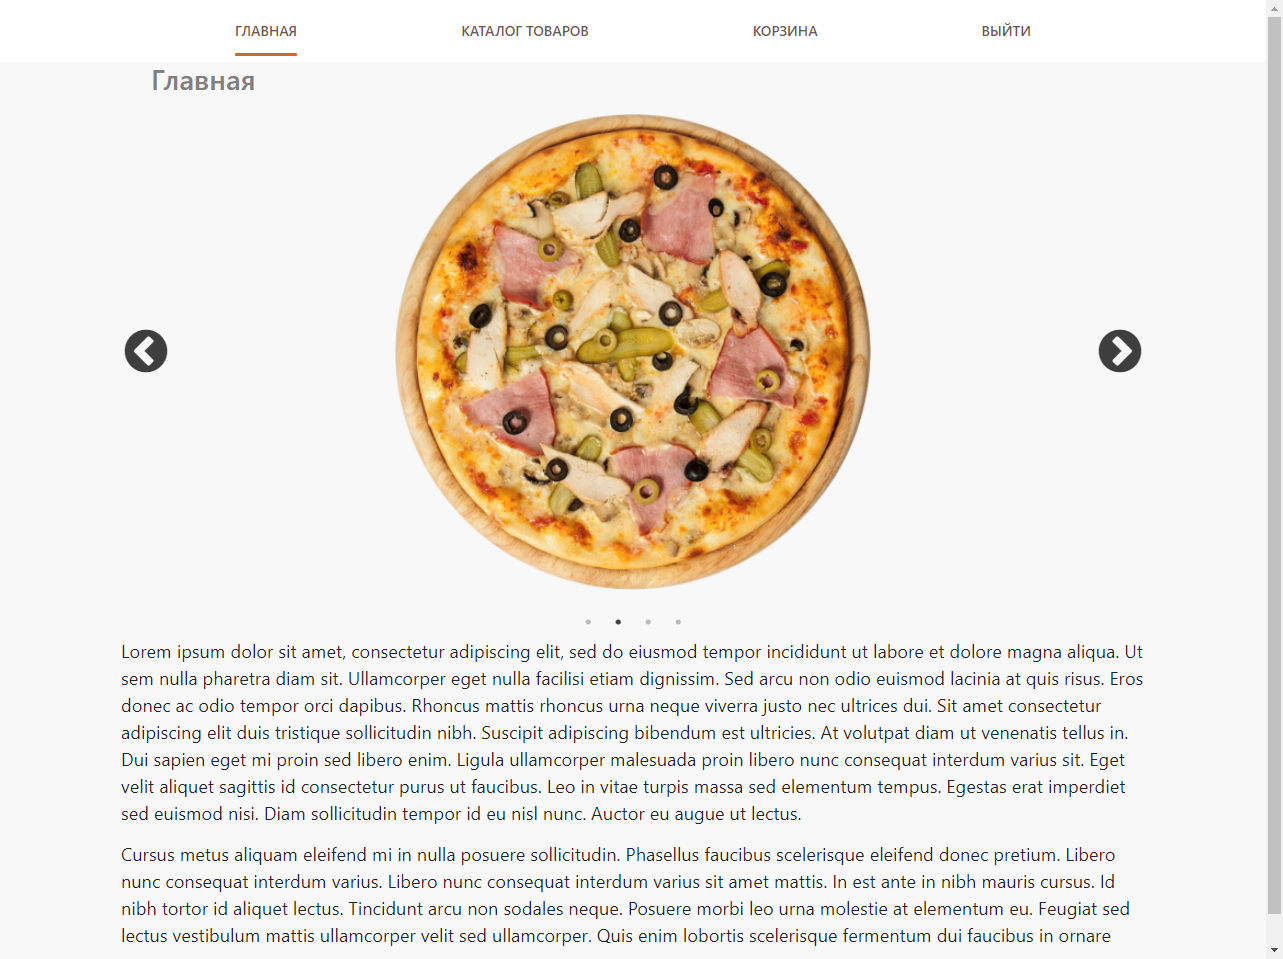 ГЛАВНАЯ КАТАЛОГ ТОВАРОВ КОРЗИНА ВЫЙТИ
Главная
Lorem ipsum dolor sit amet, consectetur adipiscing elit, sed do eiusmod tempor incididunt ut labore et dolore magna aliqua. Ut
sem nulla pharetra diam sit. Ullamcorper eget nulla facilisi etiam dignissim. Sed arcu non odio euismod lacinia at quis risus. Eros
donec ac odio tempor orci dapibus. Rhoncus mattis rhoncus urna neque viverra justo nec ultrices dui. Sit amet consectetur
adipiscing elit duis tristique sollicitudin nibh. Suscipit adipiscing bibendum est ultricies. At volutpat diam ut venenatis tellus in.
Dui sapien eget mi proin sed libero enim. Ligula ullamcorper malesuada proin libero nunc consequat interdum varius sit. Eget
velit aliquet sagittis id consectetur purus ut faucibus. Leo in vitae turpis massa sed elementum tempus. Egestas erat imperdiet
sed euismod nisi. Diam sollicitudin tempor id eu nisl nunc. Auctor eu augue ut lectus.
Cursus metus aliquam eleifend mi in nulla posuere sollicitudin. Phasellus faucibus scelerisque eleifend donec pretium. Libero
nunc consequat interdum varius. Libero nunc consequat interdum varius sit amet mattis. In est ante in nibh mauris cursus. Id
nibh tortor id aliquet lectus. Tincidunt arcu non sodales neque. Posuere morbi leo urna molestie at elementum eu. Feugiat sed
lectus vestibulum mattis ullamcorper velit sed ullamcorper. Quis enim lobortis scelerisque fermentum dui faucibus in ornare